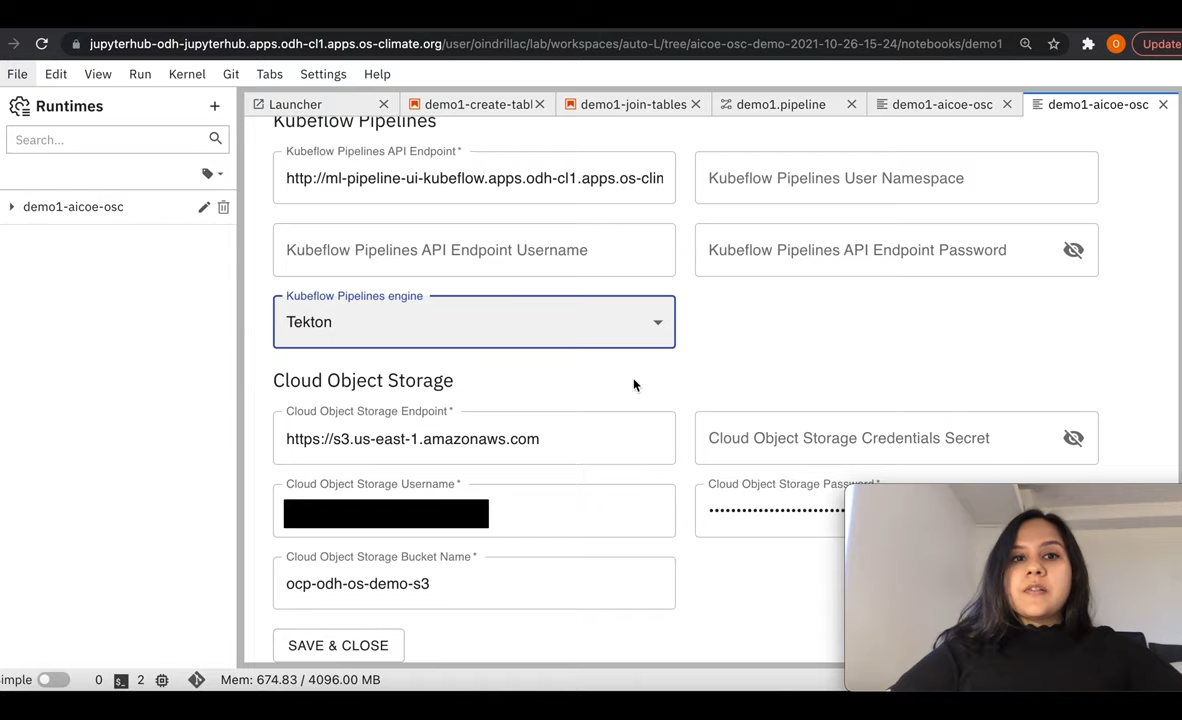 jupyterhub-odh-jupyterhub.apps.odh-cl1.apps.os-climate.org/user/oindrillac/lab/workspaces/auto-L/tree/aicoe-osc-demo-2021-10-26-15-24/notebooks/demo1
O
Update
File Edit View Run Kernel Git Tabs Settings Help
Runtimes
Launcher
demo1-create-tabl
demo1-join-tables
demo1.pipeline
demo1-aicoe-osc
demo1-aicoe-osc
Search...
demo1-aicoe-osc
Kubeflow Pipelines
Kubeflow Pipelines API Endpoint*
http://ml-pipeline-ui-kubeflow.apps.odh-cl1.apps.os-clim
Kubeflow Pipelines User Namespace
Kubeflow Pipelines API Endpoint Username
Kubeflow Pipelines API Endpoint Password
Kubeflow Pipelines engine
Tekton
Cloud Object Storage
Cloud Object Storage Endpoint*
https://s3.us-east-1.amazonaws.com
Cloud Object Storage Credentials Secret
Cloud Object Storage Username*
Cloud Object Storage Password*
Cloud Object Storage Bucket Name*
ocp-odh-os-demo-s3
SAVE & CLOSE
imple
0
2
Mem: 674.83 / 4096.00 MB